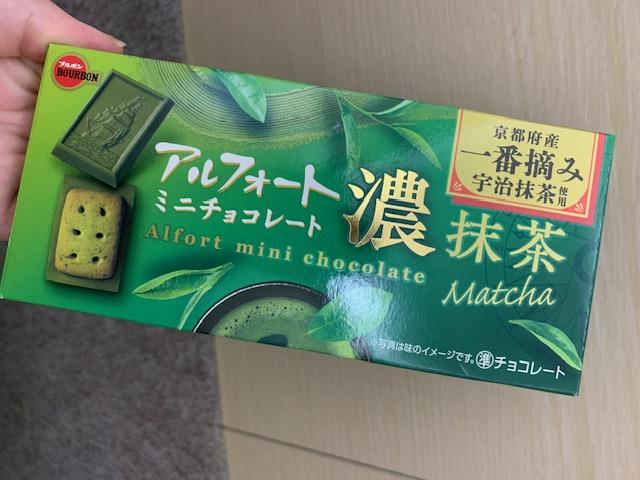 ブルボン
BOURBON
アルフォート
ミニチョコレート
Alfort mini chocolate
濃
抹茶
Matcha
京都府産
一番摘み
宇治抹茶使用
※写真は味のイメージです。
準チョコレート